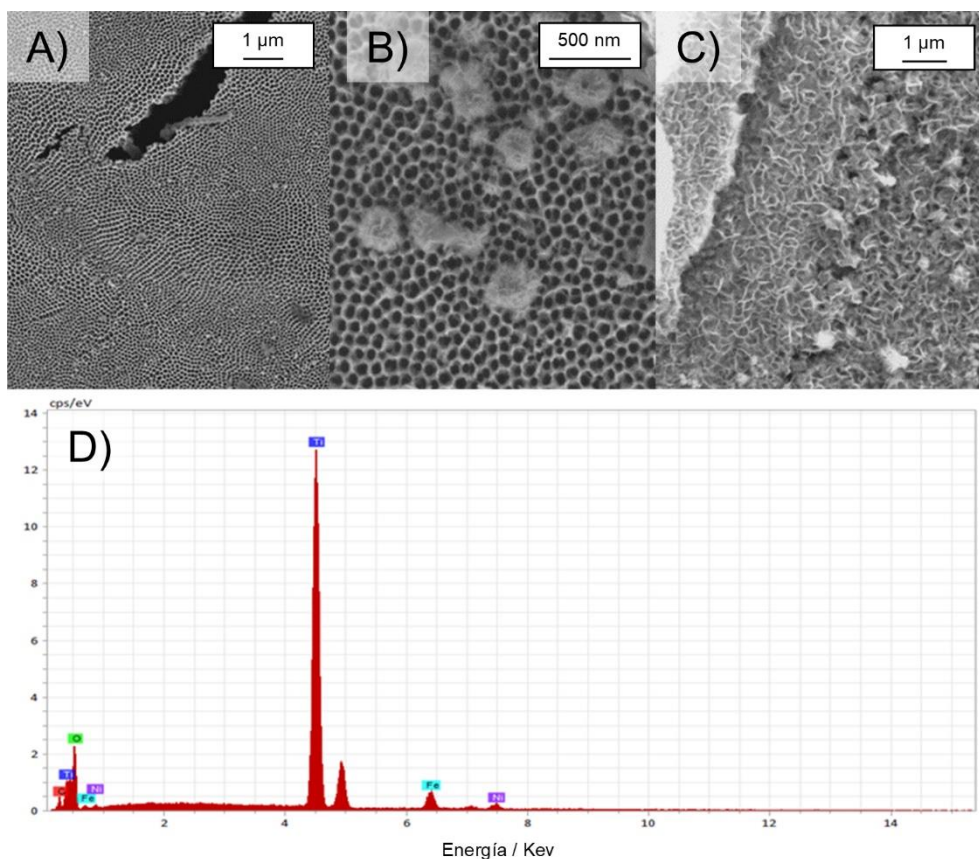 A)
1 µm
B)
500 nm
C)
1 µm
cps/eV
D)
14
12
10
8
6
4
2
0
Ti
O
Ti
C
Fe
Ni
Fe
Ni
2
4
6
8
10
12
14
Energía / Kev